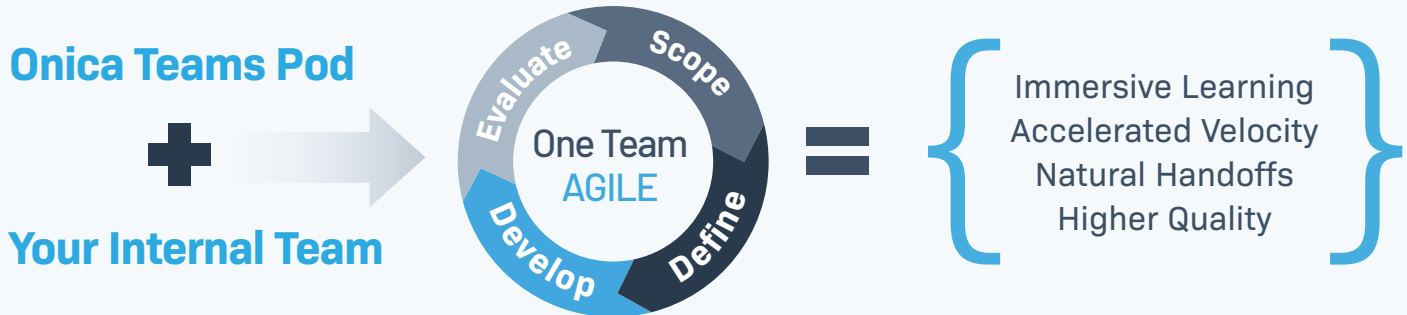 Onica Teams Pod
+
Your Internal Team
Scope
Define
Develop
Evaluate
One Team
AGILE
=
{
Immersive Learning
Accelerated Velocity
Natural Handoffs
Higher Quality
}